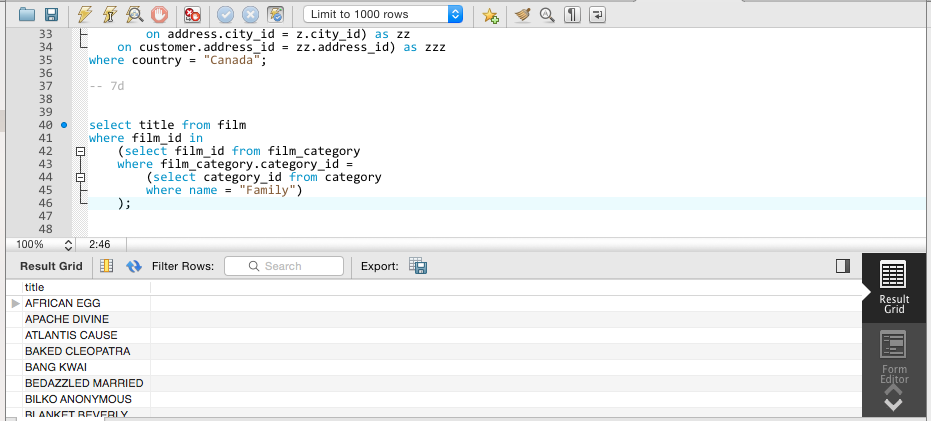 Limit to 1000 rows
33 on address.city_id = z.city_id) as zz
34 on customer.address_id = zz.address_id) as zzz
35 where country = "Canada";
36
37 -- 7d
38
39
40 select title from film
41 where film_id in
42 (select film_id from film_category
43 where film_category.category_id =
44 (select category_id from category
45 where name = "Family")
46 );
47
48
100% 2:46
Result Grid Filter Rows: Search Export:
title
AFRICAN EGG
APACHE DIVINE
ATLANTIS CAUSE
BAKED CLEOPATRA
BANG KWAI
BEDAZZLED MARRIED
BILKO ANONYMOUS
BLANKET BEVERLY
Result
Grid
Form
Editor